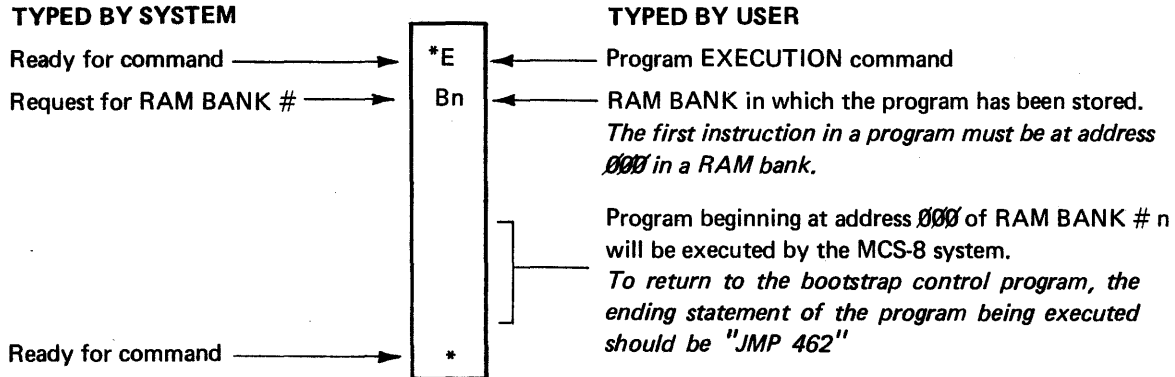 TYPED BY SYSTEM
TYPED BY USER
Ready for command
*E
Program EXECUTION command
Request for RAM BANK #
Bn
RAM BANK in which the program has been stored.
The first instruction in a program must be at address
000 in a RAM bank.
Program beginning at address 000 of RAM BANK # n
will be executed by the MCS-8 system.
To return to the bootstrap control program, the
ending statement of the program being executed
should be "JMP 462"
Ready for command
*